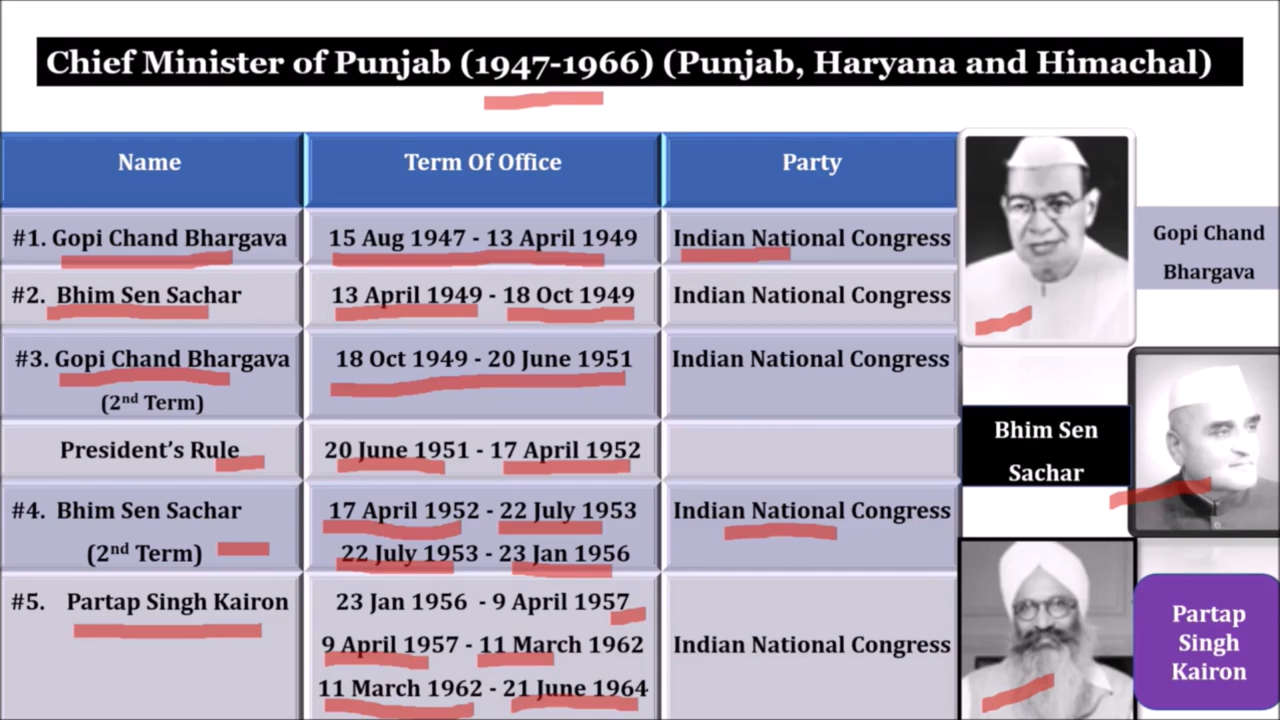 Chief Minister of Punjab (1947-1966) (Punjab, Haryana and Himachal)
Name
Term Of Office
Party
#1. Gopi Chand Bhargava
15 Aug 1947 - 13 April 1949
Indian National Congress
#2. Bhim Sen Sachar
13 April 1949 - 18 Oct 1949
Indian National Congress
#3. Gopi Chand Bhargava
(2nd Term)
18 Oct 1949 - 20 June 1951
Indian National Congress
President's Rule
20 June 1951 - 17 April 1952
#4. Bhim Sen Sachar
(2nd Term)
17 April 1952 - 22 July 1953
22 July 1953 - 23 Jan 1956
Indian National Congress
#5. Partap Singh Kairon
23 Jan 1956 - 9 April 1957
9 April 1957 - 11 March 1962
11 March 1962 - 21 June 1964
Indian National Congress
Gopi Chand
Bhargava
Bhim Sen
Sachar
Partap
Singh
Kairon